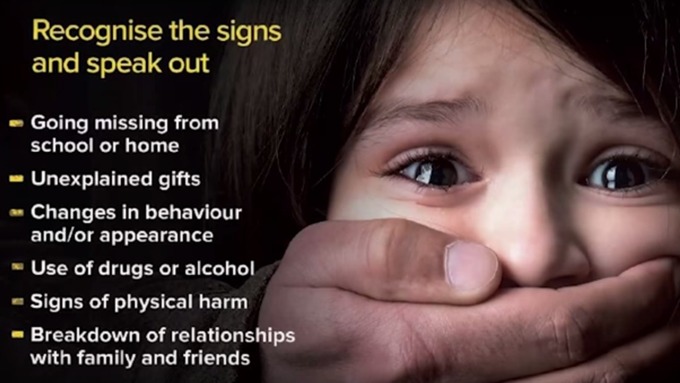 Recognise the signs
and speak out
Going missing from
school or home
Unexplained gifts
Changes in behaviour
and/or appearance
Use of drugs or alcohol
Signs of physical harm
Breakdown of relationships
with family and friends